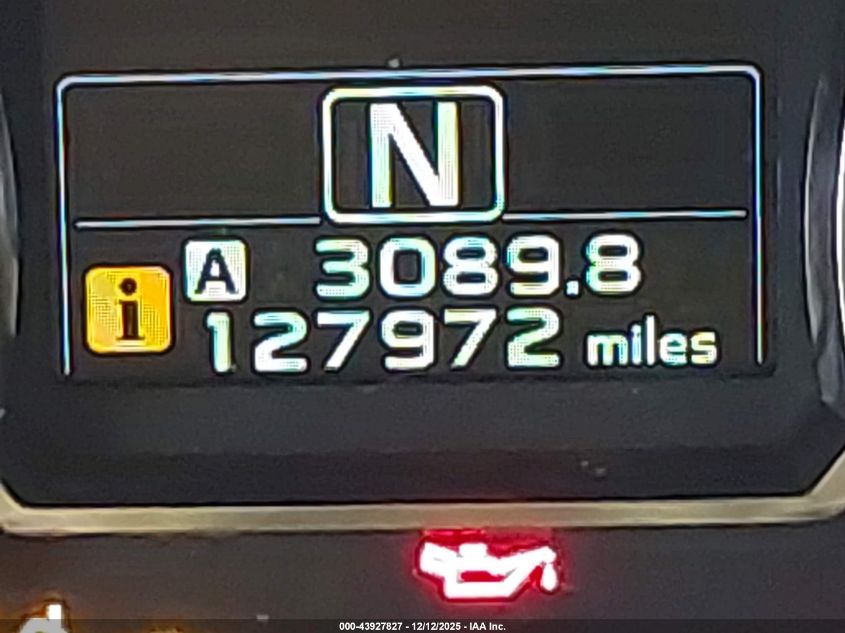 N
A 3089.8
i
127972 miles
000-43927827 - 12/12/2025 - IAA Inc.